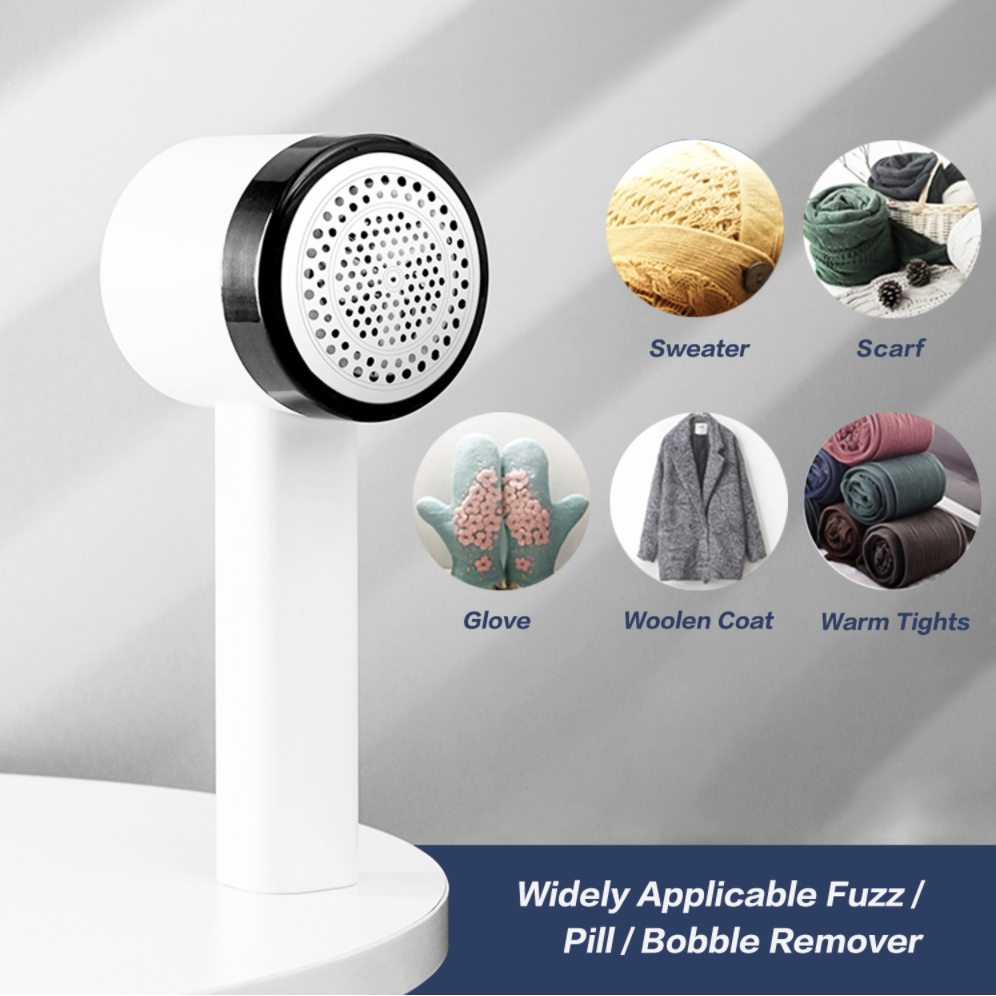 Sweater
Scarf
Glove
Woolen Coat
Warm Tights
Widely Applicable Fuzz /
Pill / Bobble Remover